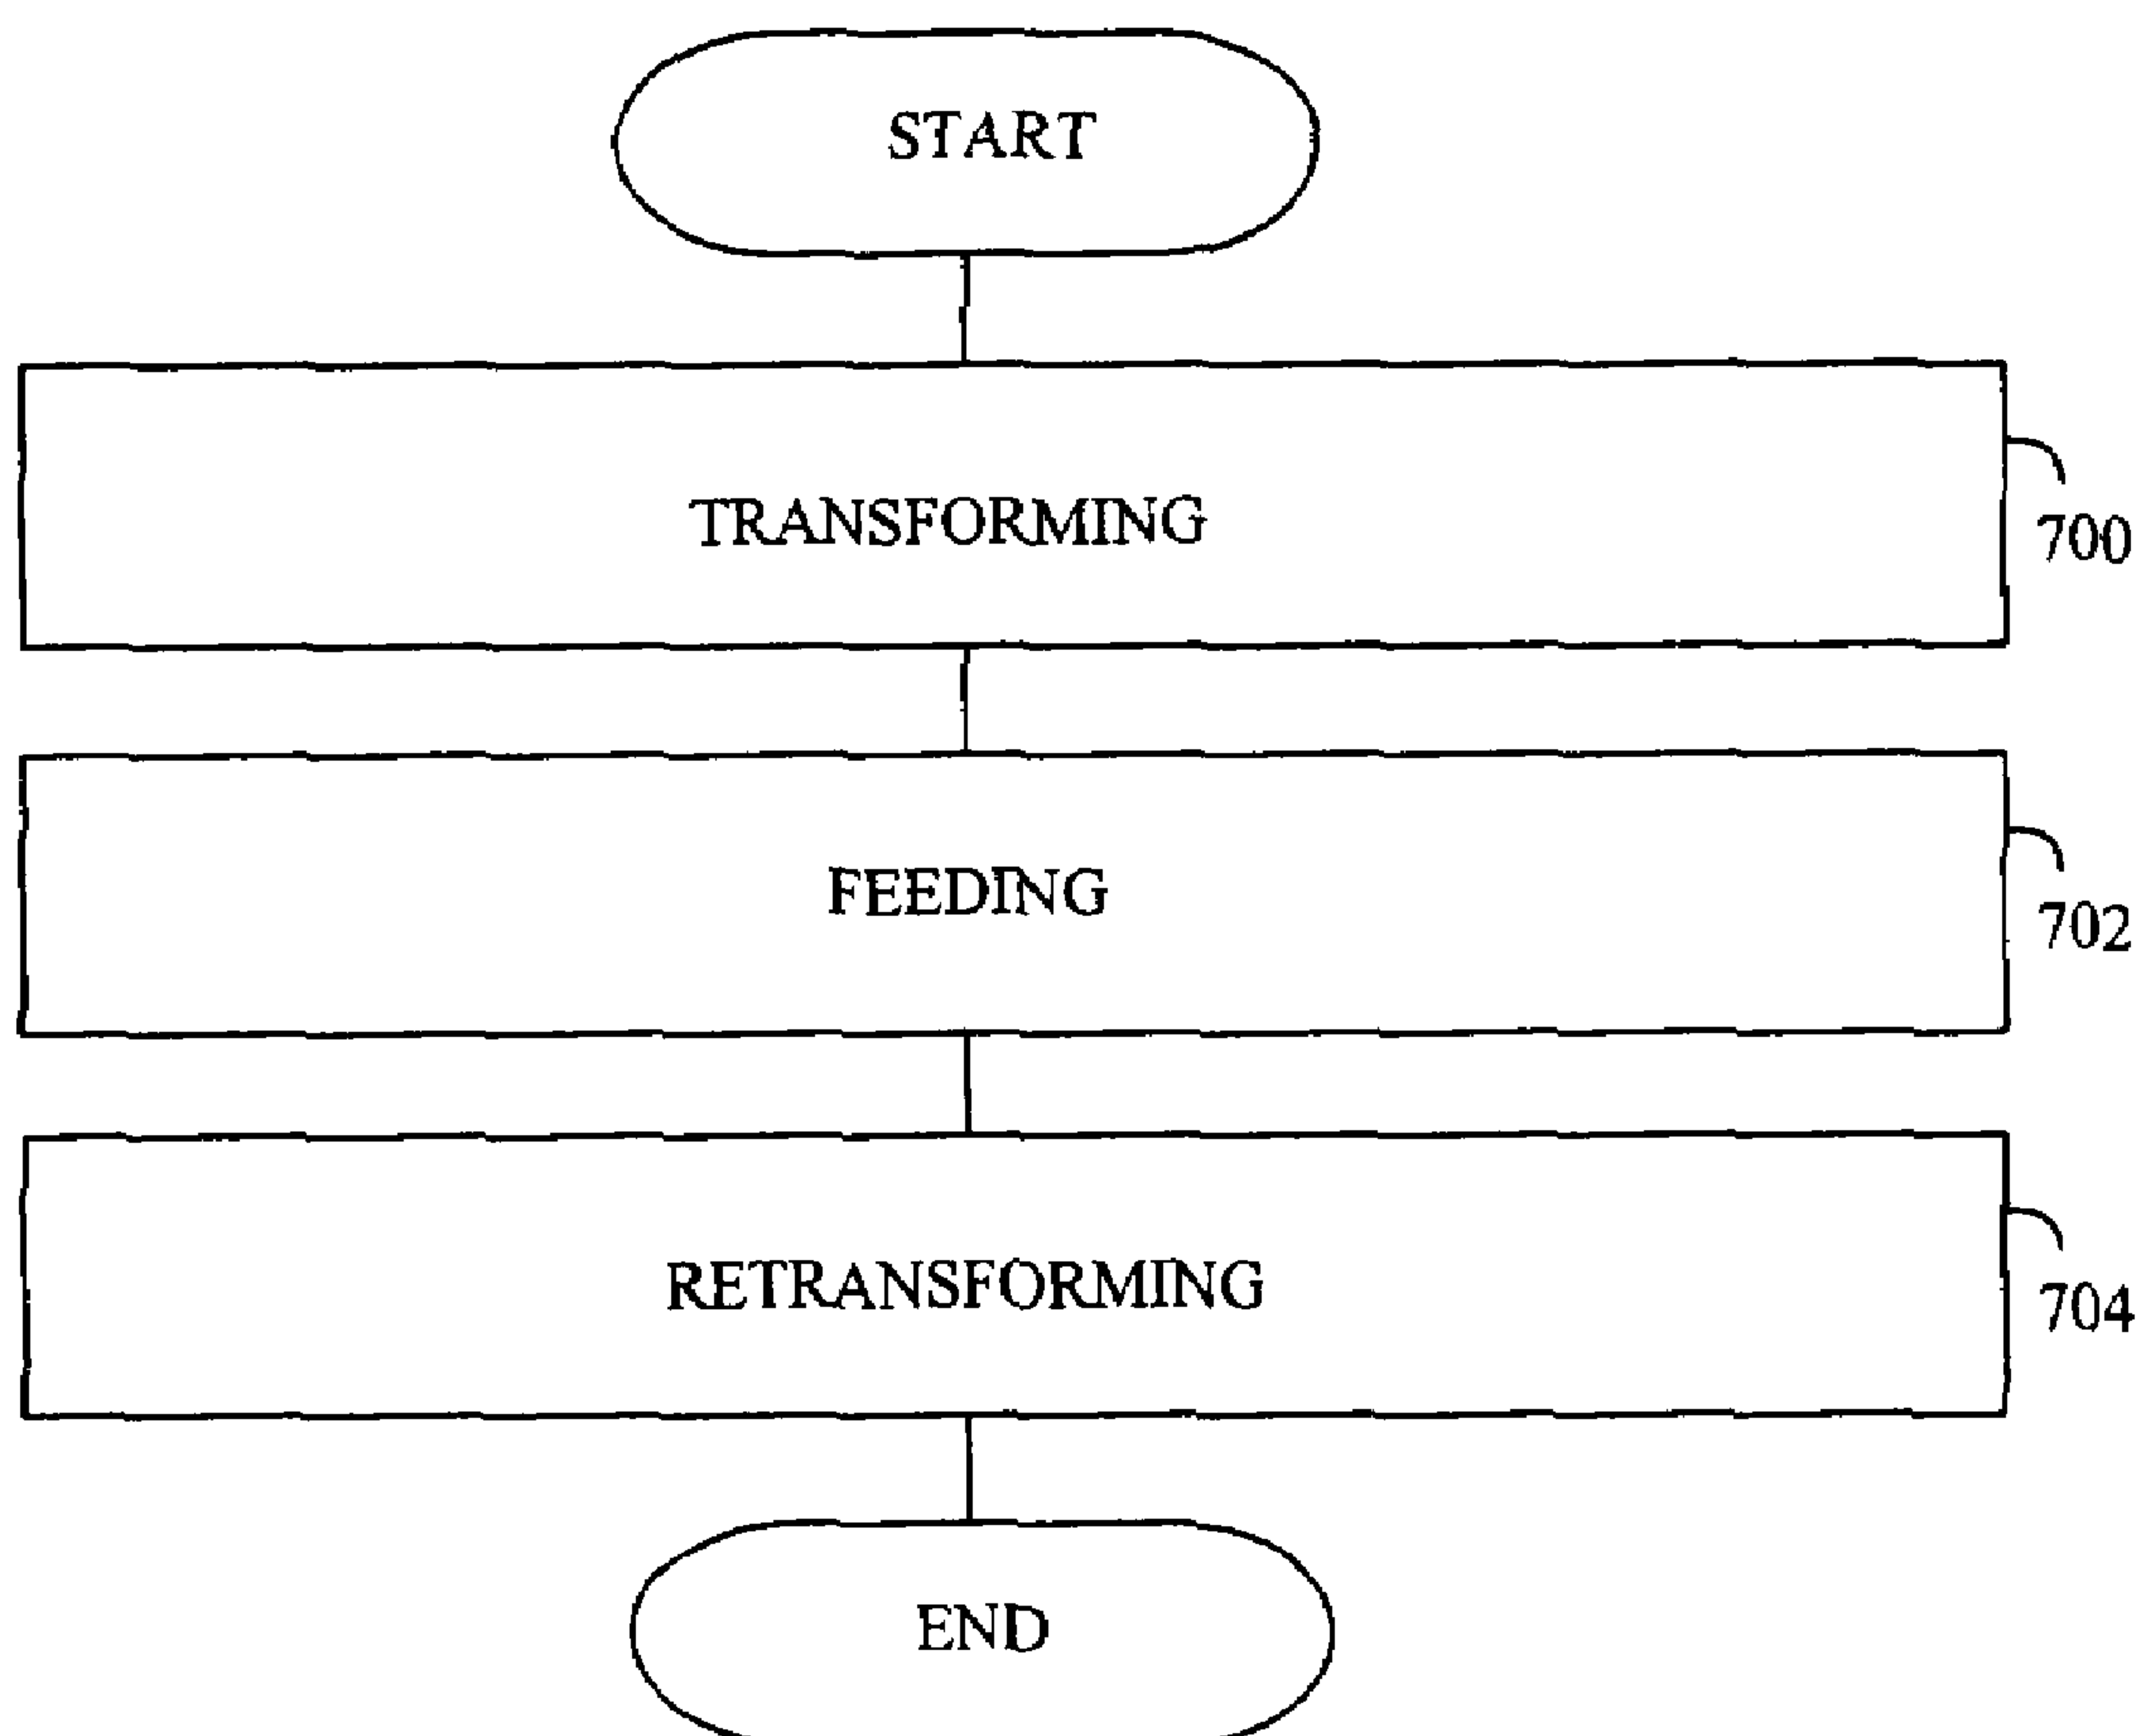 START
TRANSFORMING
700
FEEDING
702
RETRANSFORMING
704
END